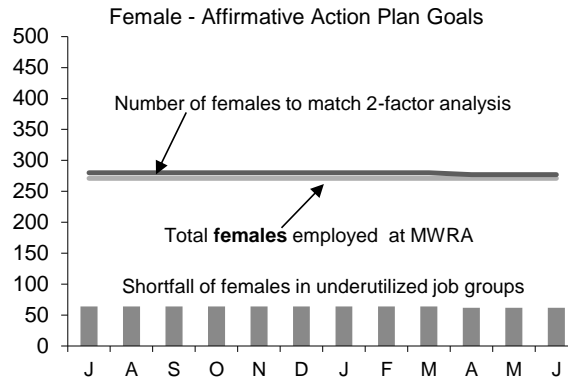 Female - Affirmative Action Plan Goals
500
450
400
350
300
250
200
150
100
50
0
Number of females to match 2-factor analysis
Total females employed at MWRA
Shortfall of females in underutilized job groups
J A S O N D J F M A M J